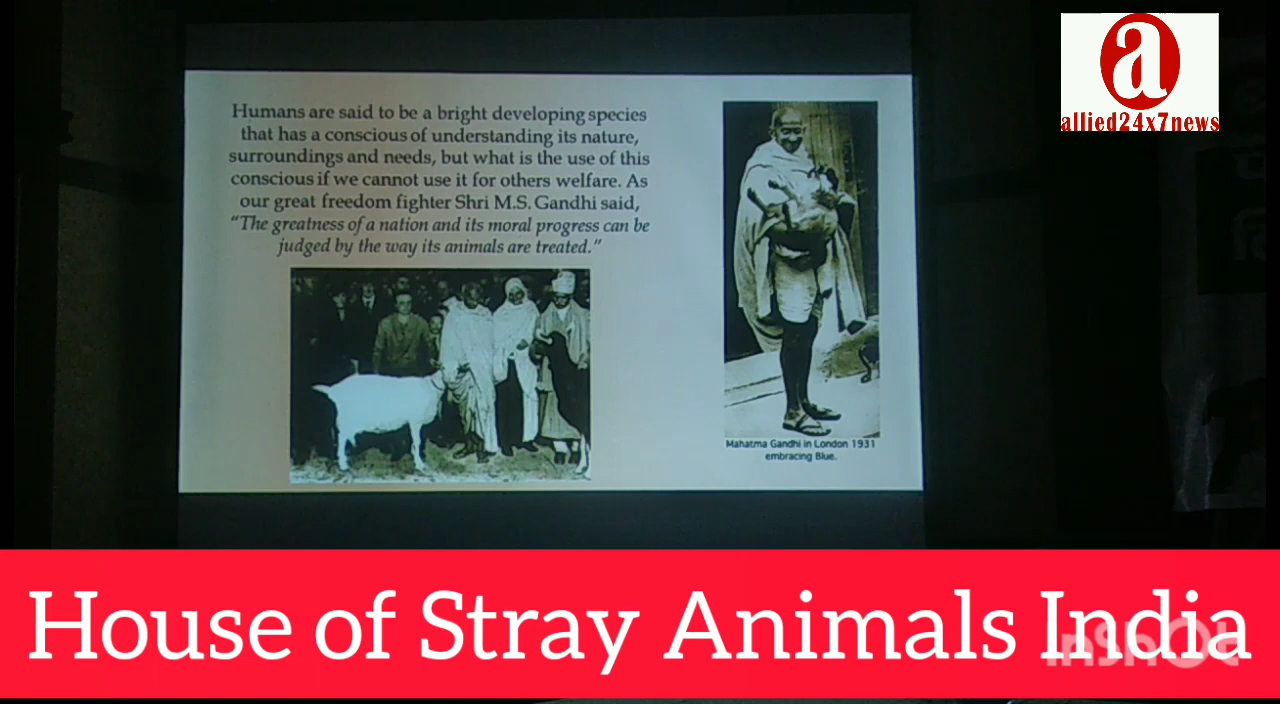 a
allied24x7news
Humans are said to be a bright developing species
that has a conscious of understanding its nature,
surroundings and needs, but what is the use of this
conscious if we cannot use it for others welfare. As
our great freedom fighter Shri M.S. Gandhi said,
“The greatness of a nation and its moral progress can be
judged by the way its animals are treated.”
Mahatma Gandhi in London 1931
embracing Blue.
House of Stray Animals India
InShOt